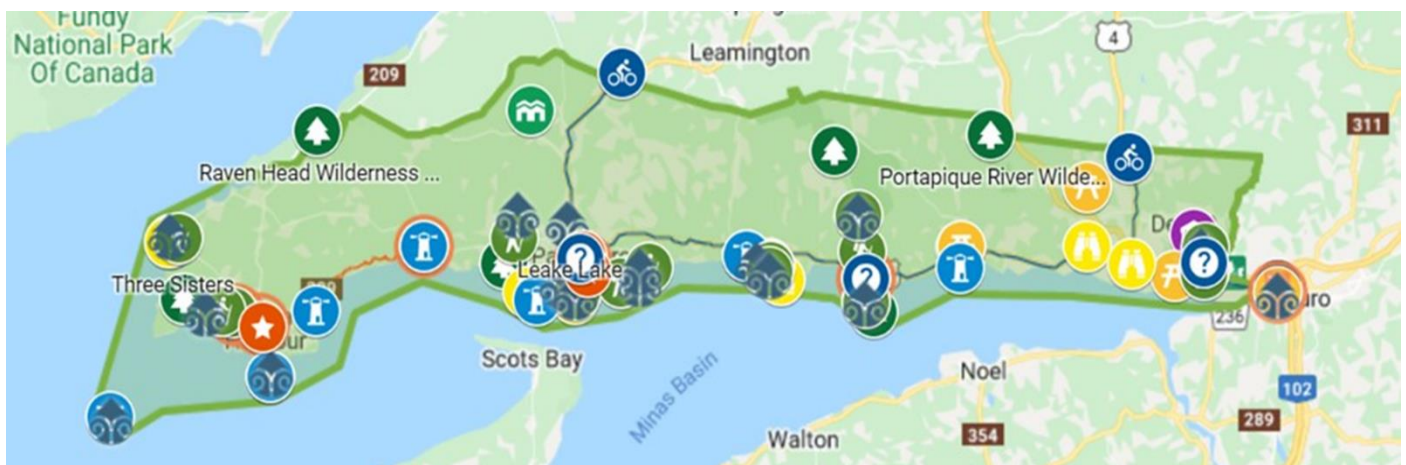 Fundy
National Park
Of Canada
Leamington
4
209
311
Raven Head Wilderness ...
Portapique River Wilde...
Three Sisters
Leake Lake
?
?
?
236
Scots Bay
Minas Basin
Noel
Walton
102
289
354